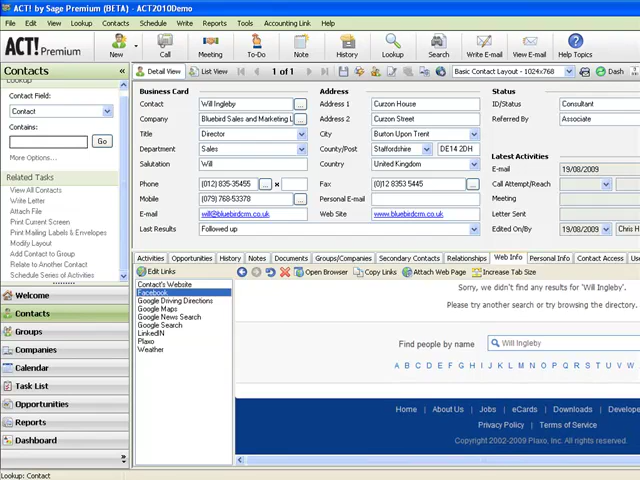 ACT! by Sage Premium (BETA) - ACT2010Demo
File Edit View Lookup Contacts Schedule Write Reports Tools Accounting Link Help
ACT! Premium New Call Meeting To-Do Note History Lookup Search Write E-mail View E-mail Help Topics
Contacts «
Detail View List View 1 of 1 Basic Contact Layout - 1024x768 Dash
Lookup
Contact Field:
Contact
Contains:
Go
More Options...
Related Tasks
View All Contacts
Write Letter
Attach File
Print Current Screen
Print Mailing Labels & Envelopes
Modify Layout
Add Contact to Group
Relate to Another Contact
Schedule Series of Activities
Welcome
Contacts
Groups
Companies
Calendar
Task List
Opportunities
Reports
Dashboard
Business Card
Contact Will Ingleby ...
Company Bluebird Sales and Marketing L ...
Title Director
Department Sales
Salutation Will
Phone (012) 835-35455 ... x
Mobile (079) 768-53378 ...
E-mail will@bluebirdcrm.co.uk
Last Results Followed up
Address
Address 1 Curzon House
Address 2 Curzon Street
City Burton Upon Trent
County/Post Staffordshire DE14 2DH
Country United Kingdom
Fax (0)12 8353 5445 ...
Personal E-mail
Web Site www.bluebirdcrm.co.uk
Status
ID/Status Consultant
Referred By Associate
Latest Activities
E-mail 19/08/2009
Call Attempt/Reach
Meeting
Letter Sent
Edited On/By 19/08/2009 Chris H
Activities Opportunities History Notes Documents Groups/Companies Secondary Contacts Relationships Web Info Personal Info Contact Access
Edit Links Open Browser Copy Links Attach Web Page Increase Tab Size
Contact's Website
Facebook
Google Driving Directions
Google Maps
Google News Search
Google Search
LinkedIN
Plaxo
Weather
Sorry, we didn't find any results for 'Will Ingleby'.
Please try another search or try browsing the directory.
Find people by name Will Ingleby
A B C D E F G H I J K L M N O P Q R S T U V W
Home | About Us | Jobs | eCards | Downloads | Develope
Privacy Policy | Terms of Service
Copyright 2002-2009 Plaxo, Inc. All rights reserved.
Lookup: Contact